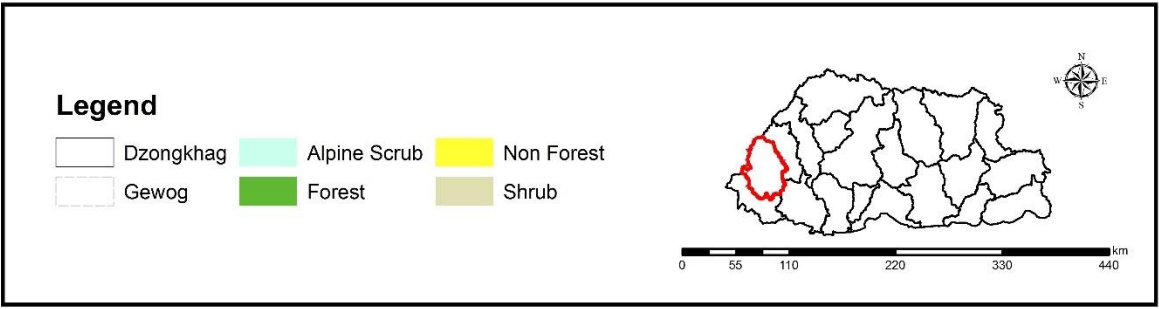 Legend
Dzongkhag
Alpine Scrub
Non Forest
Gewog
Forest
Shrub
N
W E
S
km
0 55 110 220 330 440